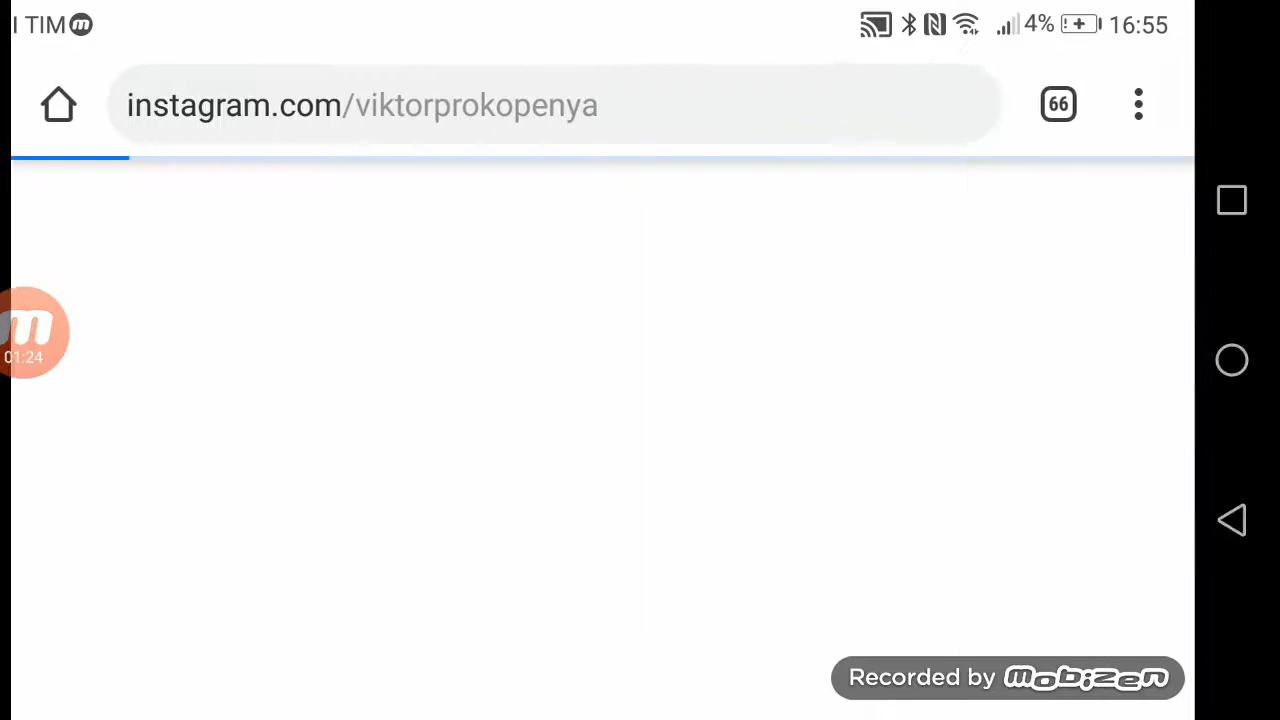 I TIM m 4% 16:55
instagram.com/viktorprokopenya 66
m
01:24
Recorded by mobizen